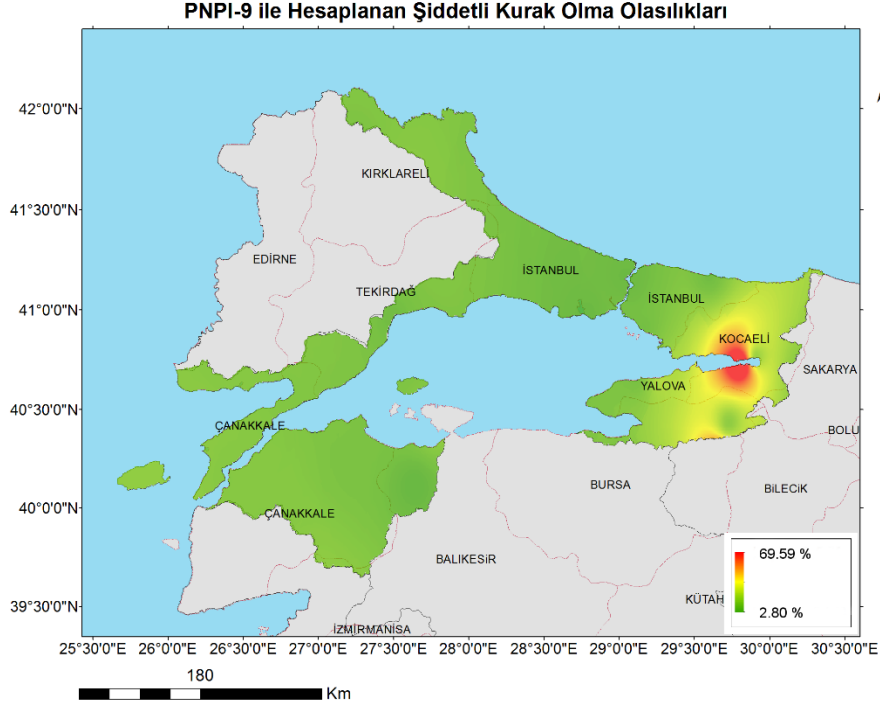 PNPI-9 ile Hesaplanan Şiddetli Kurak Olma Olasılıkları
42°0'0"N
41°30'0"N
41°0'0"N
40°30'0"N
40°0'0"N
39°30'0"N
KIRKLARELİ
EDİRNE
İSTANBUL
TEKİRDAĞ
İSTANBUL
KOCAELİ
SAKARYA
YALOVA
ÇANAKKALE
BOLU
BURSA
BİLECİK
ÇANAKKALE
BALIKESİR
KÜTAH
İZMİRMANİSA
69.59 %
2.80 %
25°30'0"E 26°0'0"E 26°30'0"E 27°0'0"E 27°30'0"E 28°0'0"E 28°30'0"E 29°0'0"E 29°30'0"E 30°0'0"E 30°30'0"E
180
Km